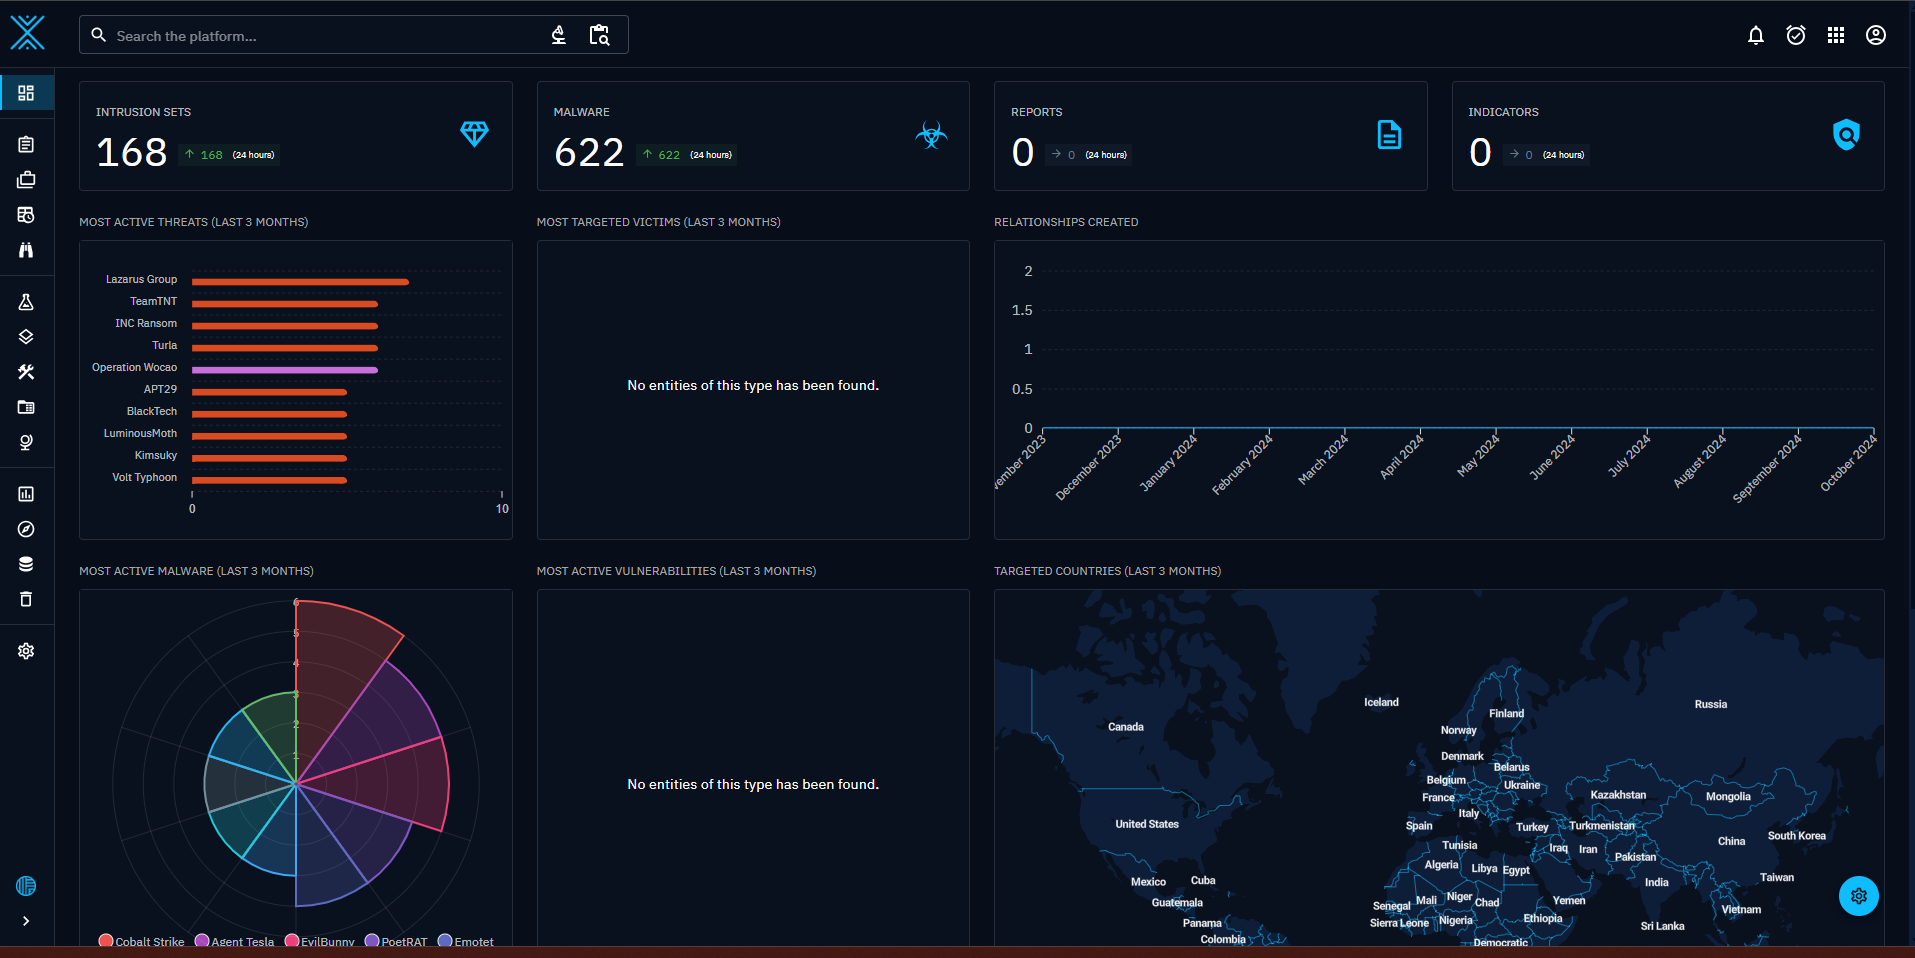 Search the platform...
INTRUSION SETS
168
168 (24 hours)
MALWARE
622
622 (24 hours)
REPORTS
0
0 (24 hours)
INDICATORS
0
0 (24 hours)
MOST ACTIVE THREATS (LAST 3 MONTHS)
Lazarus Group
TeamTNT
INC Ransom
Turla
Operation Wocao
APT29
BlackTech
LuminousMoth
Kimsuky
Volt Typhoon
0 10
MOST TARGETED VICTIMS (LAST 3 MONTHS)
No entities of this type has been found.
RELATIONSHIPS CREATED
2
1.5
1
0.5
0
vember 2023
December 2023
January 2024
February 2024
March 2024
April 2024
May 2024
June 2024
July 2024
August 2024
September 2024
October 2024
MOST ACTIVE MALWARE (LAST 3 MONTHS)
6
5
4
3
2
1
Cobalt Strike Agent Tesla EvilBunny PoetRAT Emotet
MOST ACTIVE VULNERABILITIES (LAST 3 MONTHS)
No entities of this type has been found.
TARGETED COUNTRIES (LAST 3 MONTHS)
Iceland
Russia
Finland
Canada
Norway
Denmark
Belarus
Belgium
Ukraine
Kazakhstan
Mongolia
France
Italy
United States
Spain
Turkey
Turkmenistan
South Korea
China
Tunisia
Iraq
Iran
Pakistan
Algeria
Libya
Egypt
Mexico
Cuba
India
Taiwan
Guatemala
Senegal
Mali
Niger
Chad
Yemen
Vietnam
Panama
Sierra Leone
Nigeria
Ethiopia
Sri Lanka
Colombia
Democratic